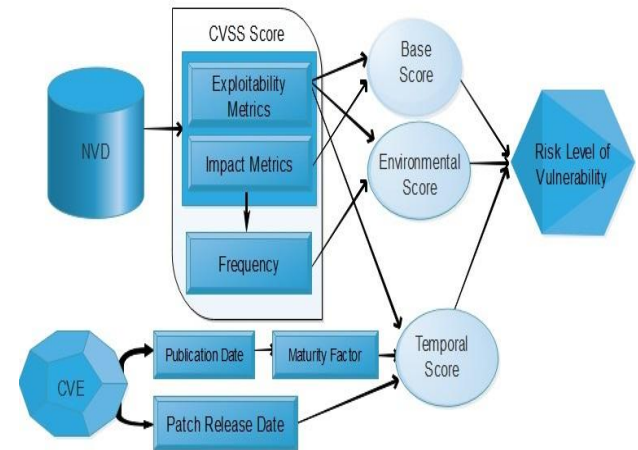 CVSS Score
NVD
Exploitability
Metrics
Impact Metrics
Frequency
Base
Score
Environmental
Score
Risk Level of
Vulnerability
CVE
Publication Date
Maturity Factor
Patch Release Date
Temporal
Score